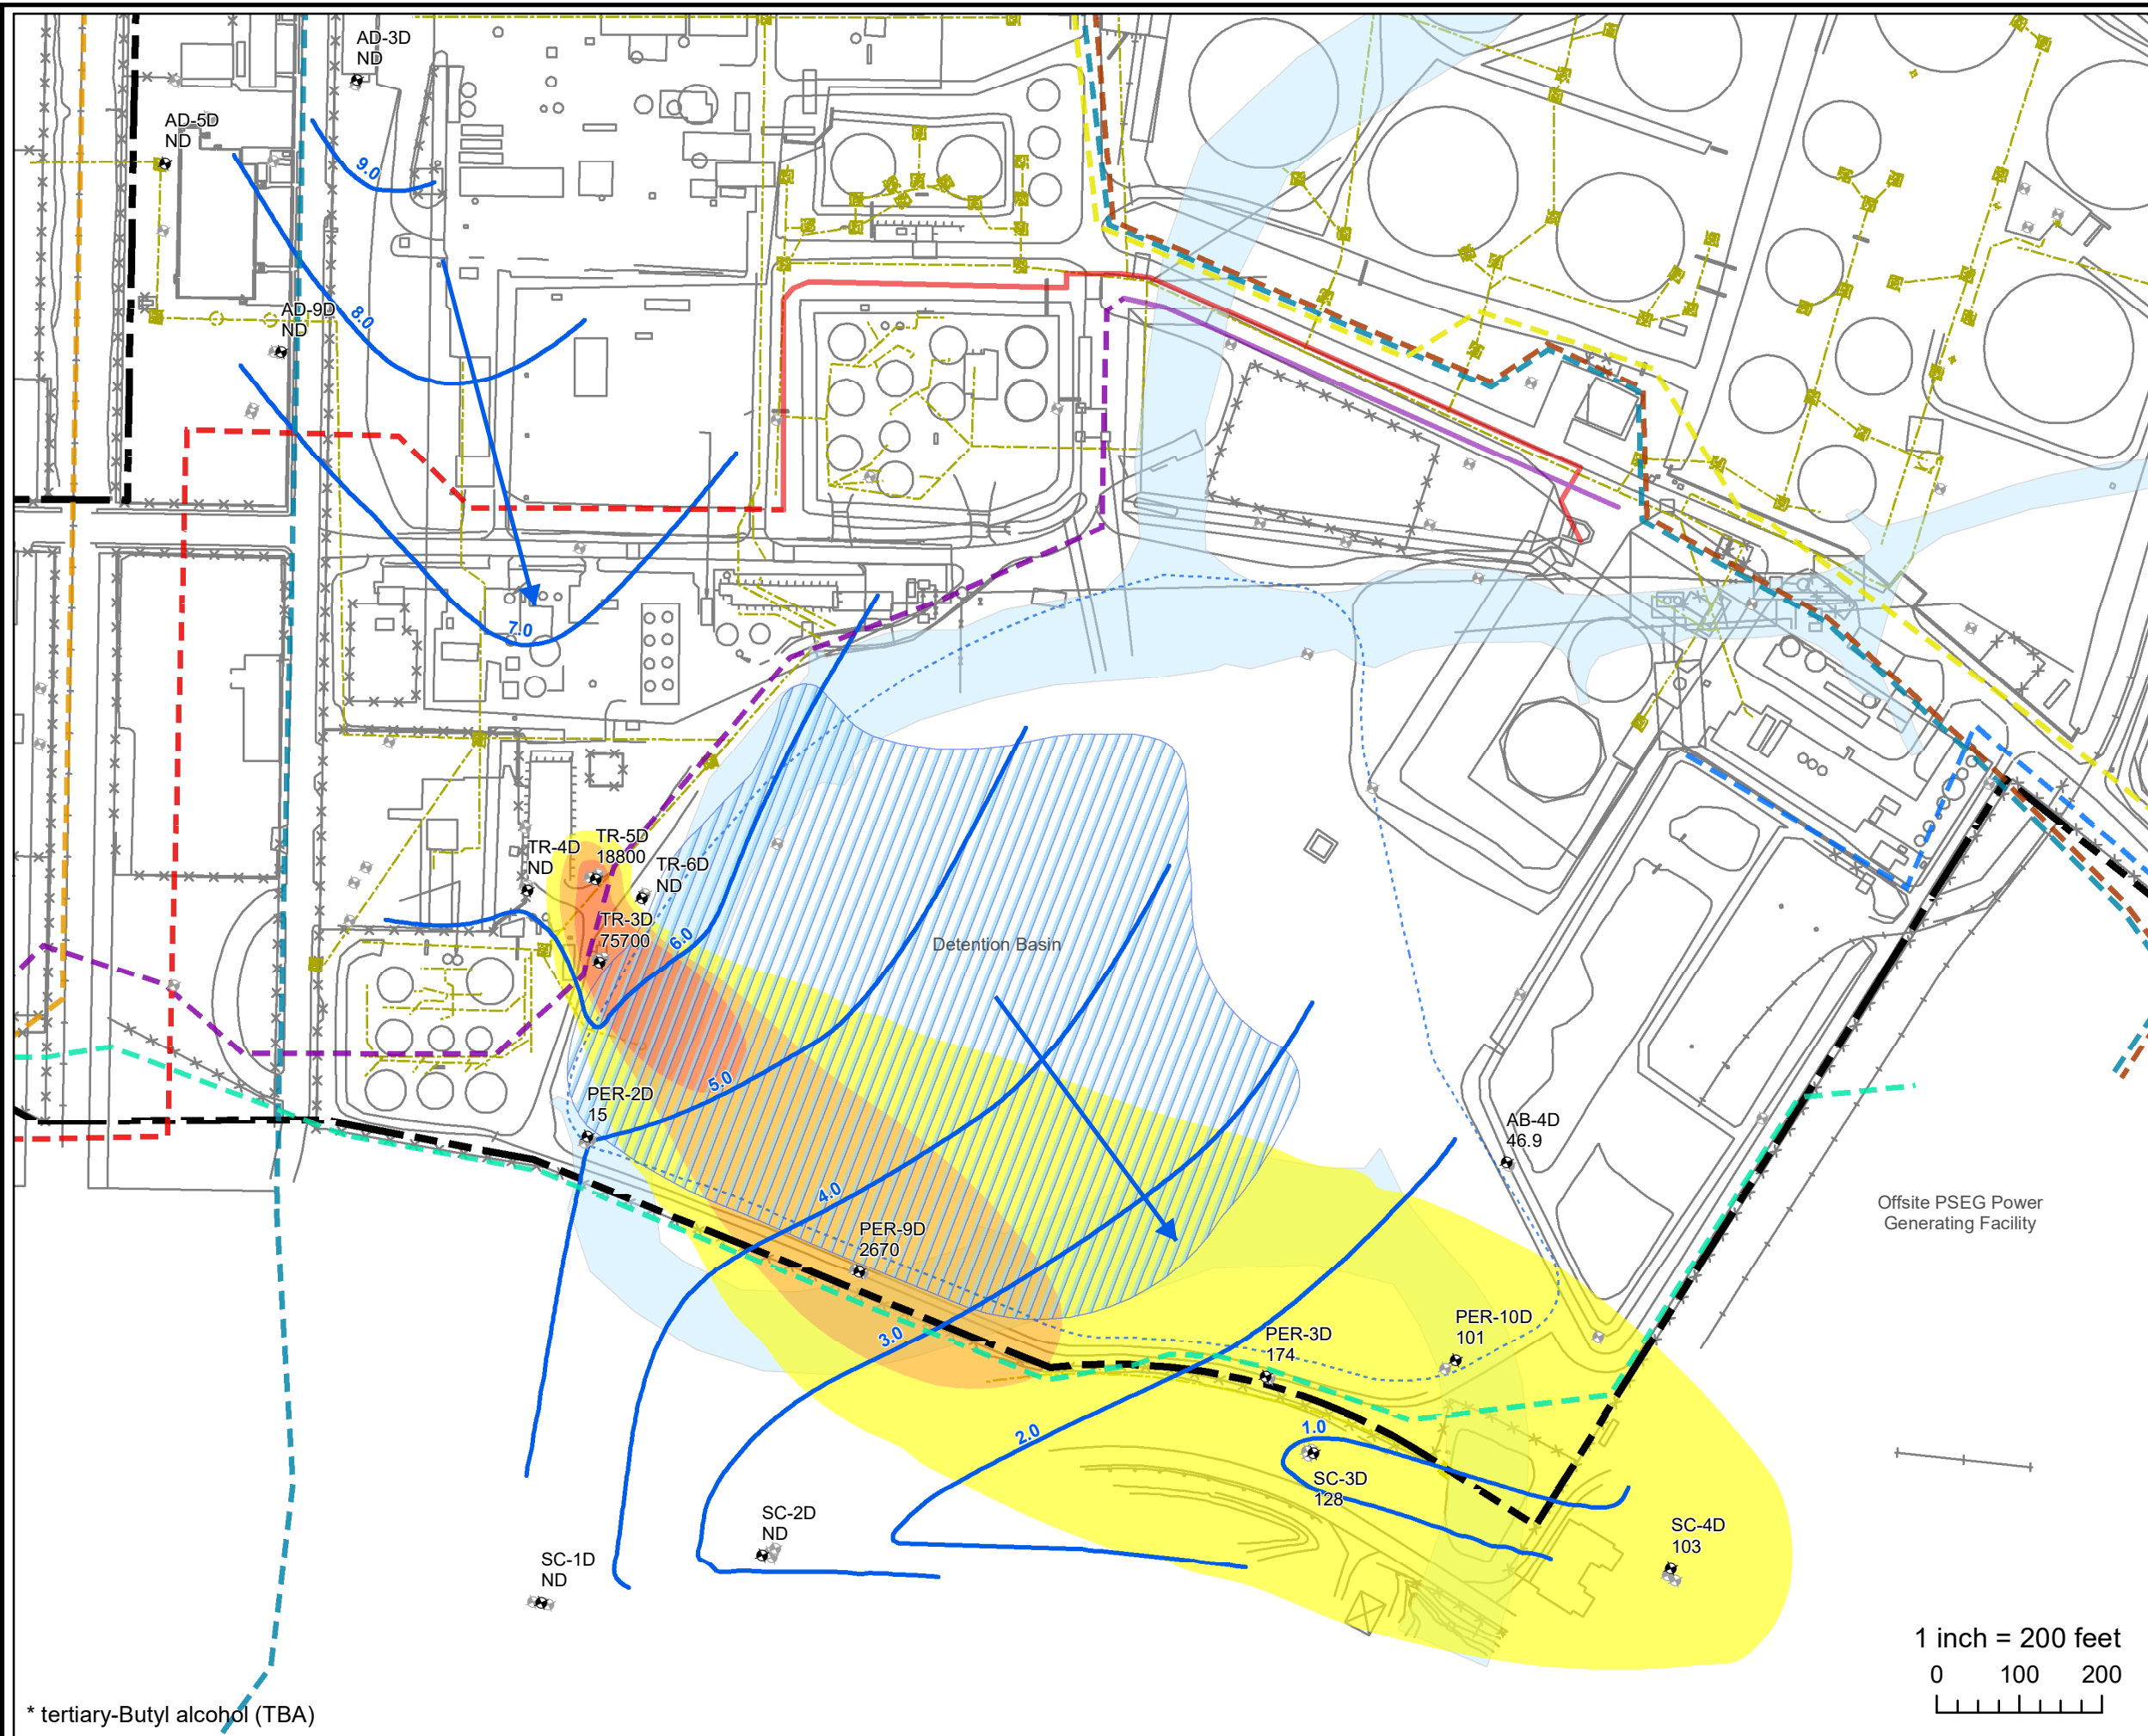 AD-3D
ND
AD-5D
ND
9.0
AD-9D
ND
8.0
7.0
TR-5D
18800
TR-4D
ND
TR-6D
ND
TR-3D
75700
6.0
Detention Basin
5.0
PER-2D
15
AB-4D
46.9
4.0
Offsite PSEG Power
Generating Facility
PER-9D
2670
3.0
PER-3D
174
PER-10D
101
2.0
1.0
SC-3D
128
SC-2D
ND
SC-4D
103
SC-1D
ND
1 inch = 200 feet
0 100 200
* tertiary-Butyl alcohol (TBA)